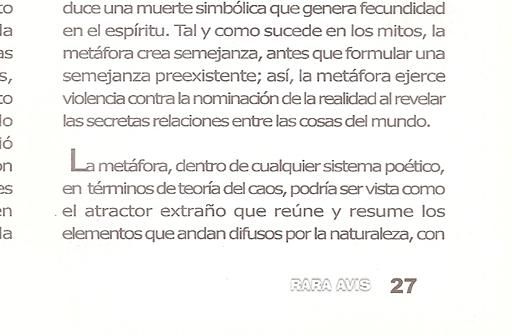 to
la
as
s,
to
lo
ió
on
es
en
la
duce una muerte simbólica que genera fecundidad
en el espíritu. Tal y como sucede en los mitos, la
metáfora crea semejanza, antes que formular una
semejanza preexistente; así, la metáfora ejerce
violencia contra la nominación de la realidad al revelar
las secretas relaciones entre las cosas del mundo.
La metáfora, dentro de cualquier sistema poético,
en términos de teoría del caos, podría ser vista como
el atractor extraño que reúne y resume los
elementos que andan difusos por la naturaleza, con
RARA AVIS 27